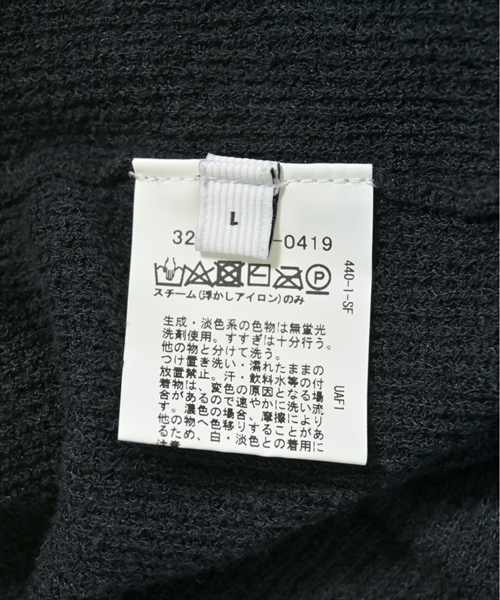 L
32
-0419
スチーム(浮かしアイロン)のみ
生成・淡色系の色物は無蛍光
洗剤使用。すすぎは十分行う。
他の物と分けて洗う。
つけ置き洗い・濡れたままの
放置禁止。汗・飲料水等の付
着物は、変色の原因となる場
合があるので速やかに洗い流
す。濃色の場合、摩擦により
他の物へ色移りすることがあ
るため、白・淡色との着用に
注意
440-1-SF
UAF1